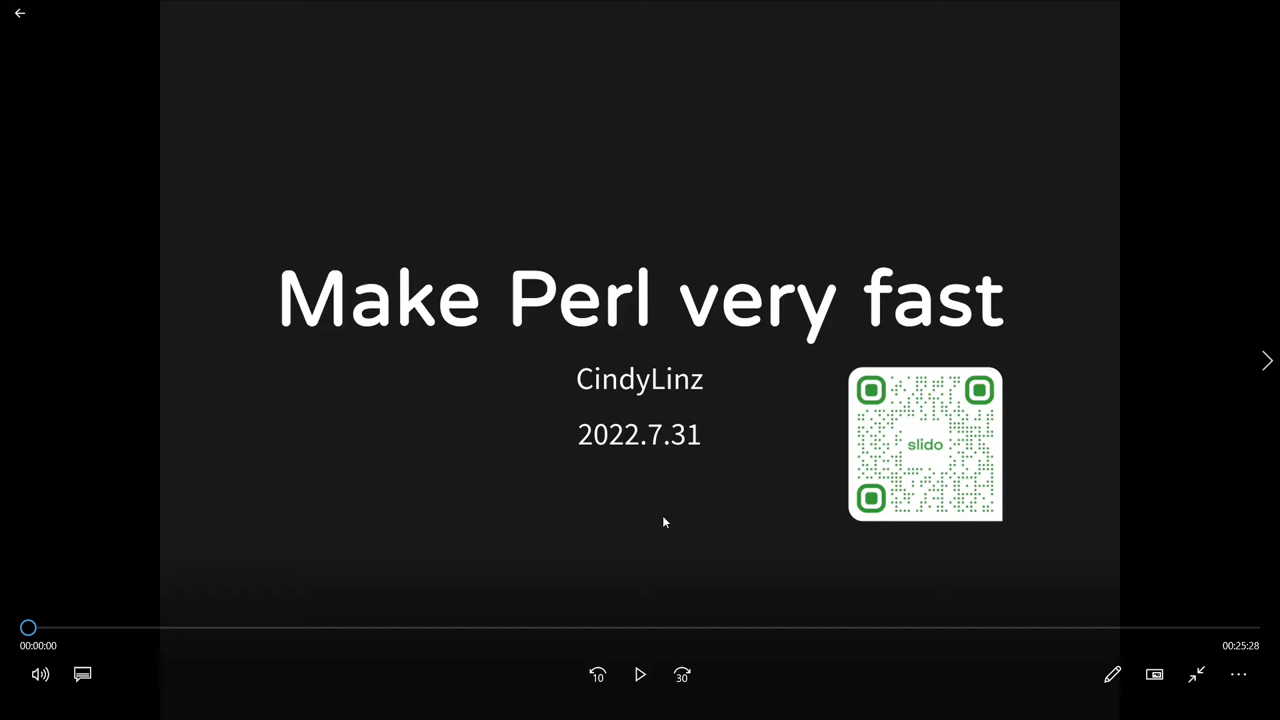 Make Perl very fast
CindyLinz
2022.7.31
slido
00:00:00
00:25:28
10
30